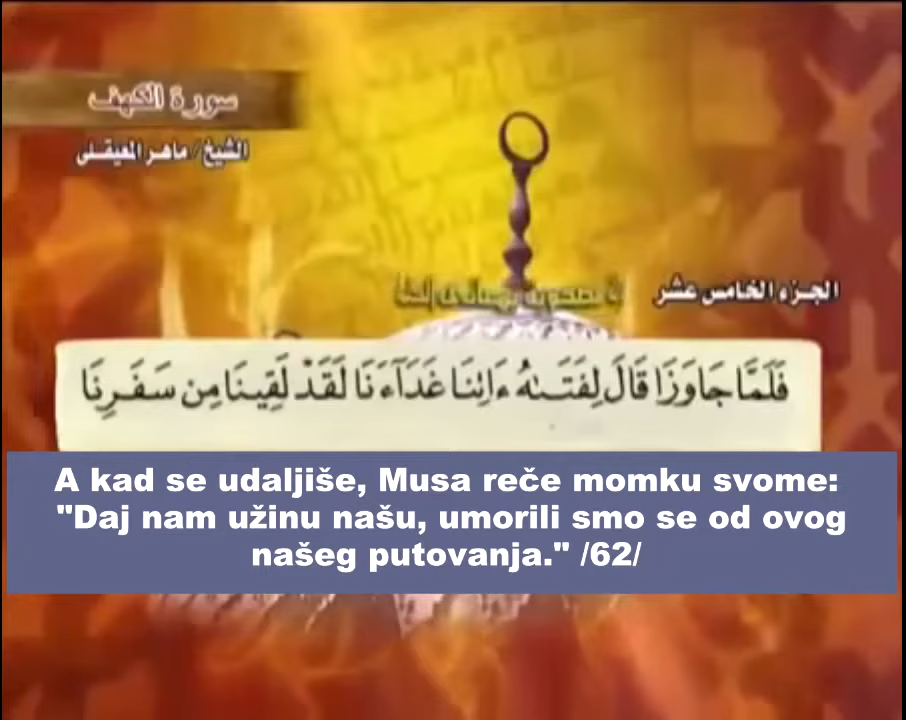 سورة الكهف
الشيخ / ماهر المعيقلى
الجزء الخامس عشر
فَلَمَّا جَاوَزَا قَالَ لِفَتَىٰهُ ءَاتِنَا غَدَآءَنَا لَقَدْ لَقِينَا مِن سَفَرِنَا
A kad se udaljiše, Musa reče momku svome:
"Daj nam užinu našu, umorili smo se od ovog
našeg putovanja." /62/